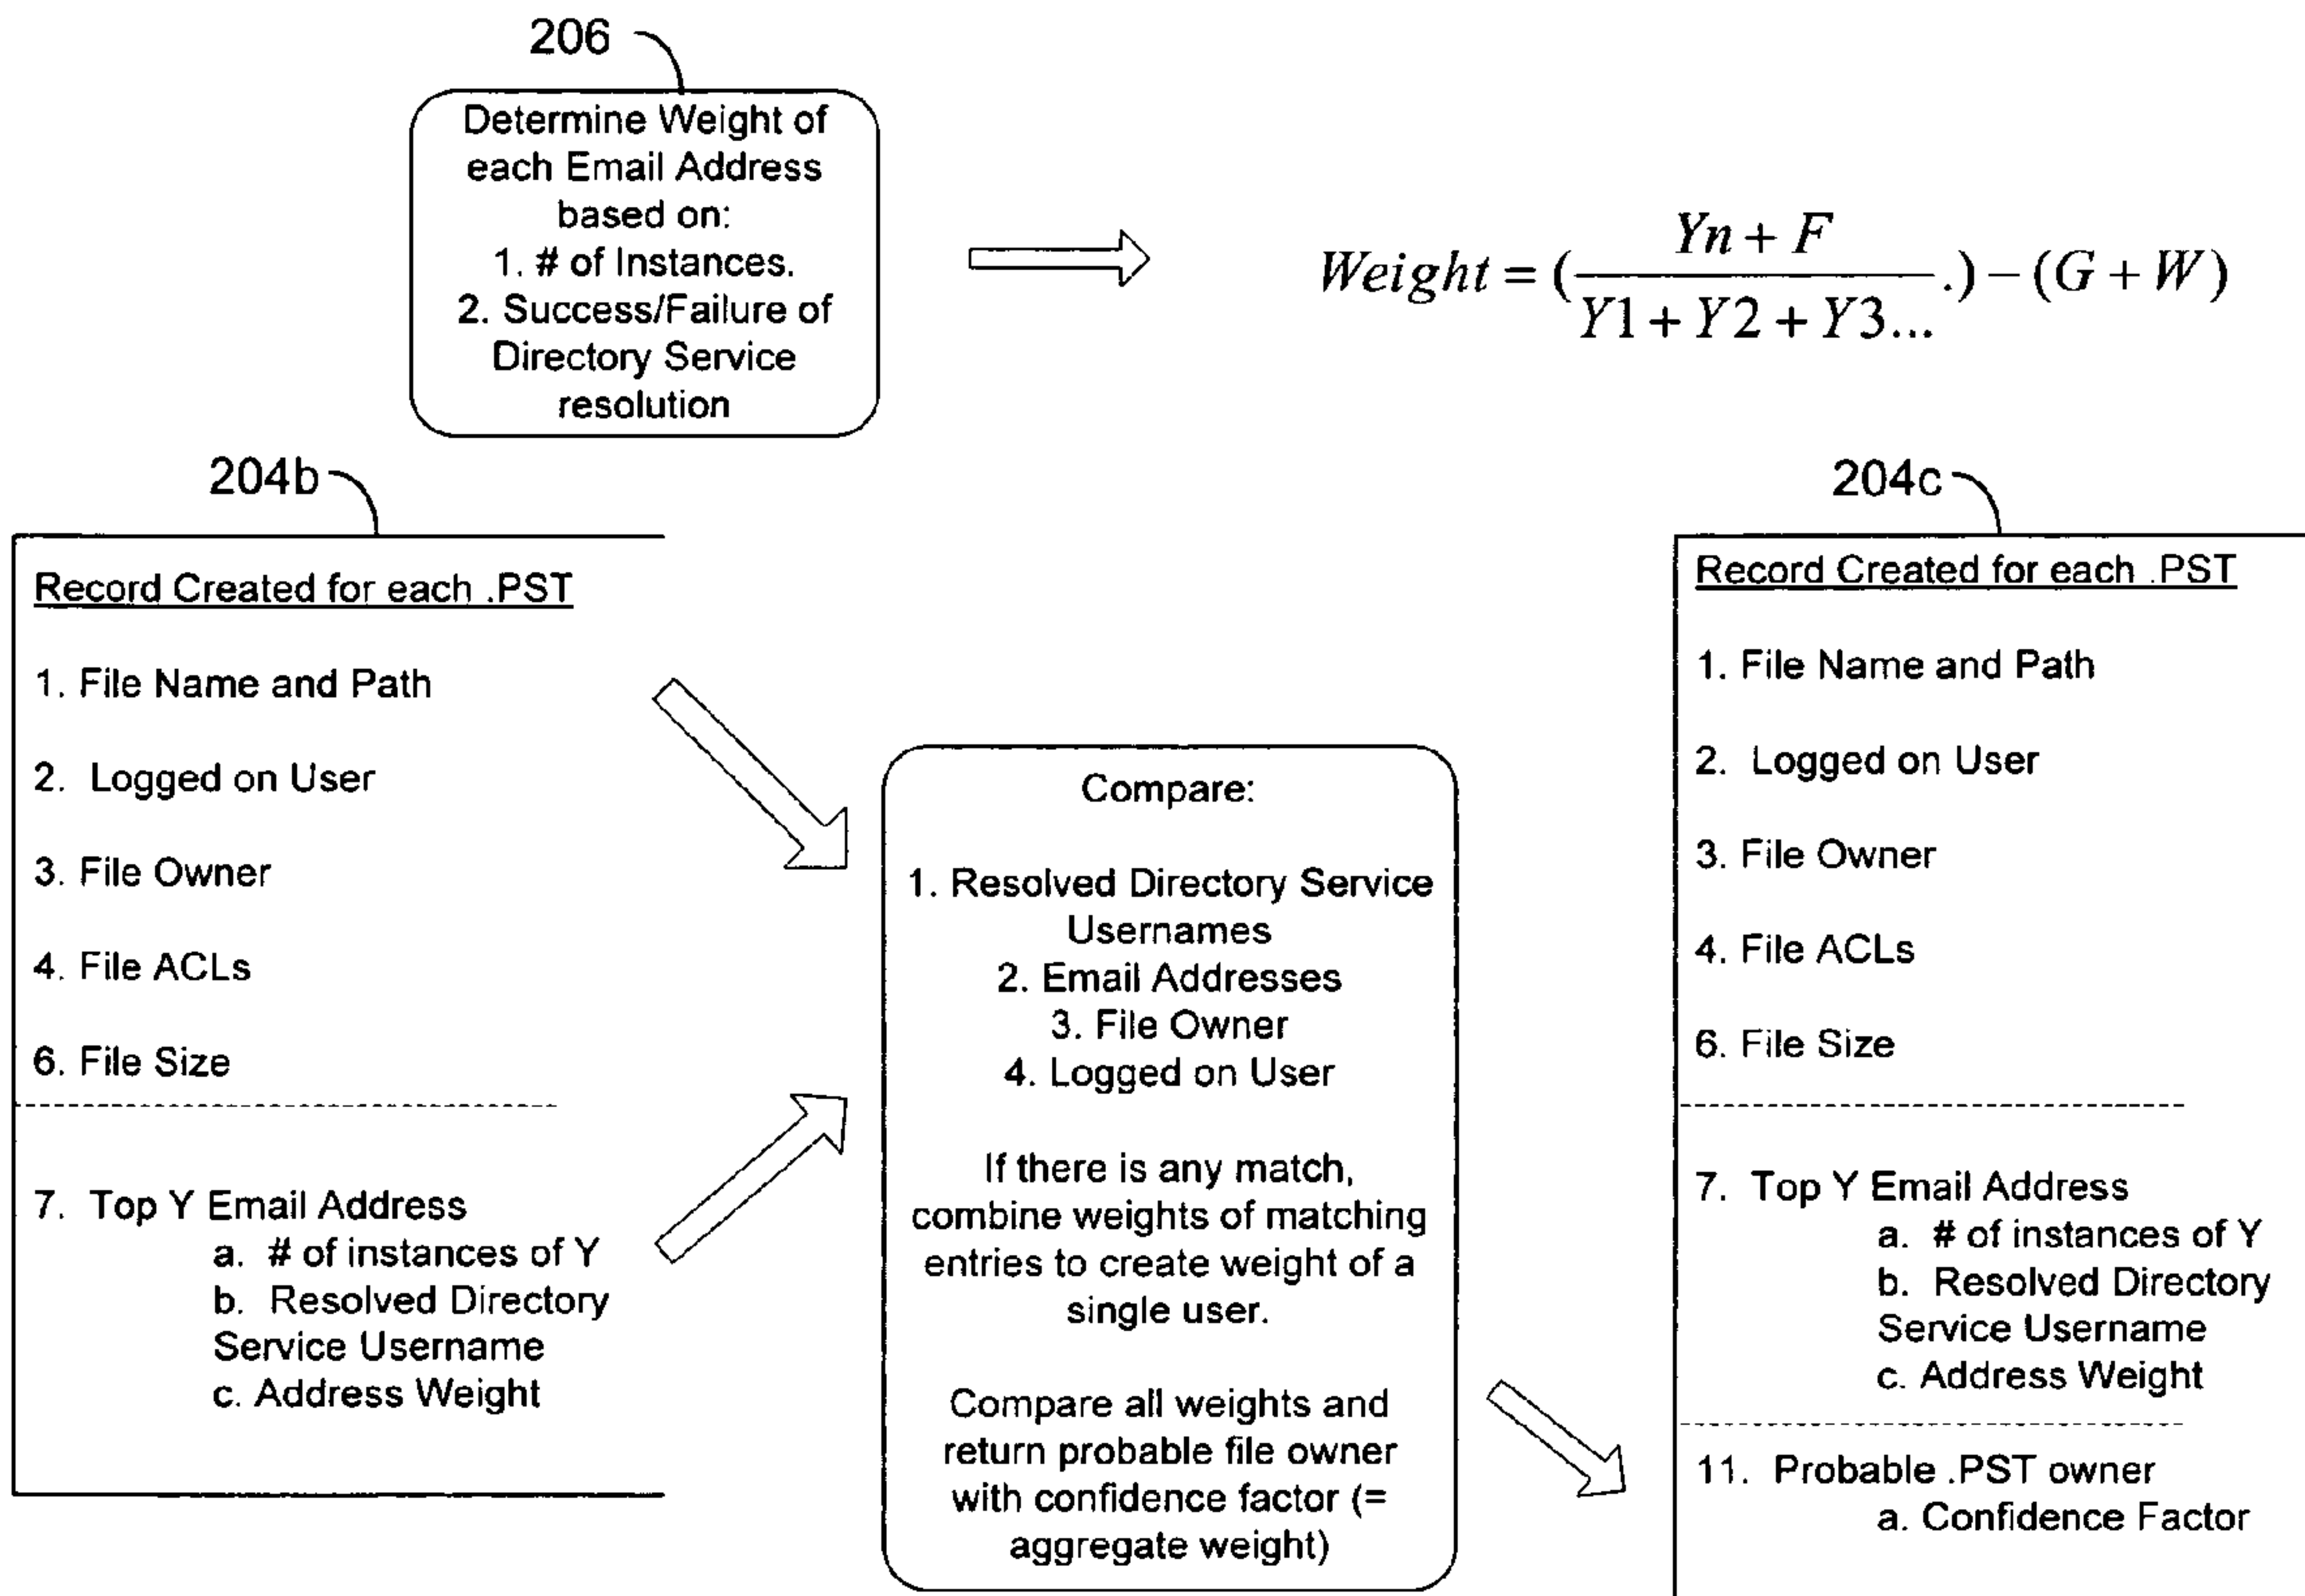 206
Determine Weight of
each Email Address
based on:
1. # of Instances.
2. Success/Failure of
Directory Service
resolution
Weight = (Yn + F / Y1 + Y2 + Y3... .) – (G + W)
204b
Record Created for each .PST
1. File Name and Path
2. Logged on User
3. File Owner
4. File ACLs
6. File Size
7. Top Y Email Address
a. # of instances of Y
b. Resolved Directory
Service Username
c. Address Weight
Compare:
1. Resolved Directory Service
Usernames
2. Email Addresses
3. File Owner
4. Logged on User
If there is any match,
combine weights of matching
entries to create weight of a
single user.
Compare all weights and
return probable file owner
with confidence factor (=
aggregate weight)
204c
Record Created for each .PST
1. File Name and Path
2. Logged on User
3. File Owner
4. File ACLs
6. File Size
7. Top Y Email Address
a. # of instances of Y
b. Resolved Directory
Service Username
c. Address Weight
11. Probable .PST owner
a. Confidence Factor